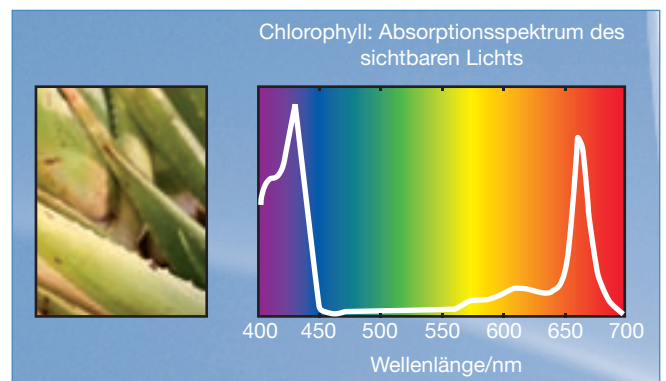 Chlorophyll: Absorptionsspektrum des
sichtbaren Lichts
400 450 500 550 600 650 700
Wellenlänge/nm